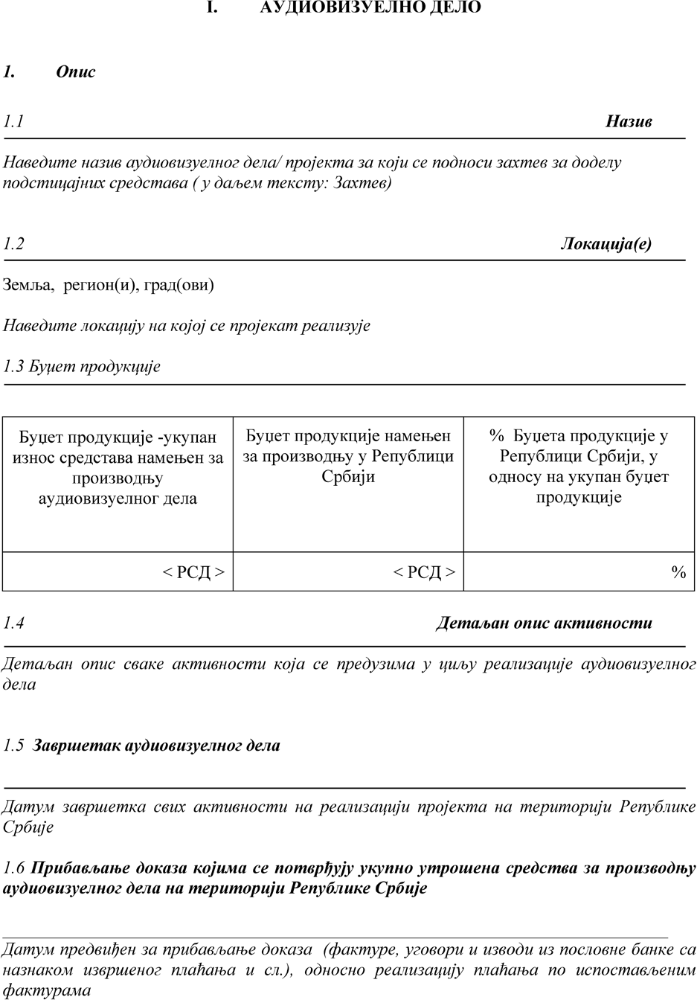 I. АУДИОВИЗУЕЛНО ДЕЛО
1. Опис
1.1 Назив
Наведите назив аудиовизуелног дела/ пројекта за који се подноси захтев за доделу
подстицајних средстава ( у даљем тексту: Захтев)
1.2 Локација(е)
Земља, регион(и), град(ови)
Наведите локацију на којој се пројекат реализује
1.3 Буџет продукције
Буџет продукције -укупан
износ средстава намењен за
производњу
аудиовизуелног дела
Буџет продукције намењен
за производњу у Републици
Србији
% Буџета продукције у
Републици Србији, у
односу на укупан буџет
продукције
< РСД >
< РСД >
%
1.4 Детаљан опис активности
Детаљан опис сваке активности која се предузима у циљу реализације аудиовизуелног
дела
1.5 Завршетак аудиовизуелног дела
Датум завршетка свих активности на реализацији пројекта на територији Републике
Србије
1.6 Прибављање доказа којима се потврђују укупно утрошена средства за производњу
аудиовизуелног дела на територији Републике Србије
Датум предвиђен за прибављање доказа (фактуре, уговори и изводи из пословне банке са
назнаком извршеног плаћања и сл.), односно реализацију плаћања по испостављеним
фактурама